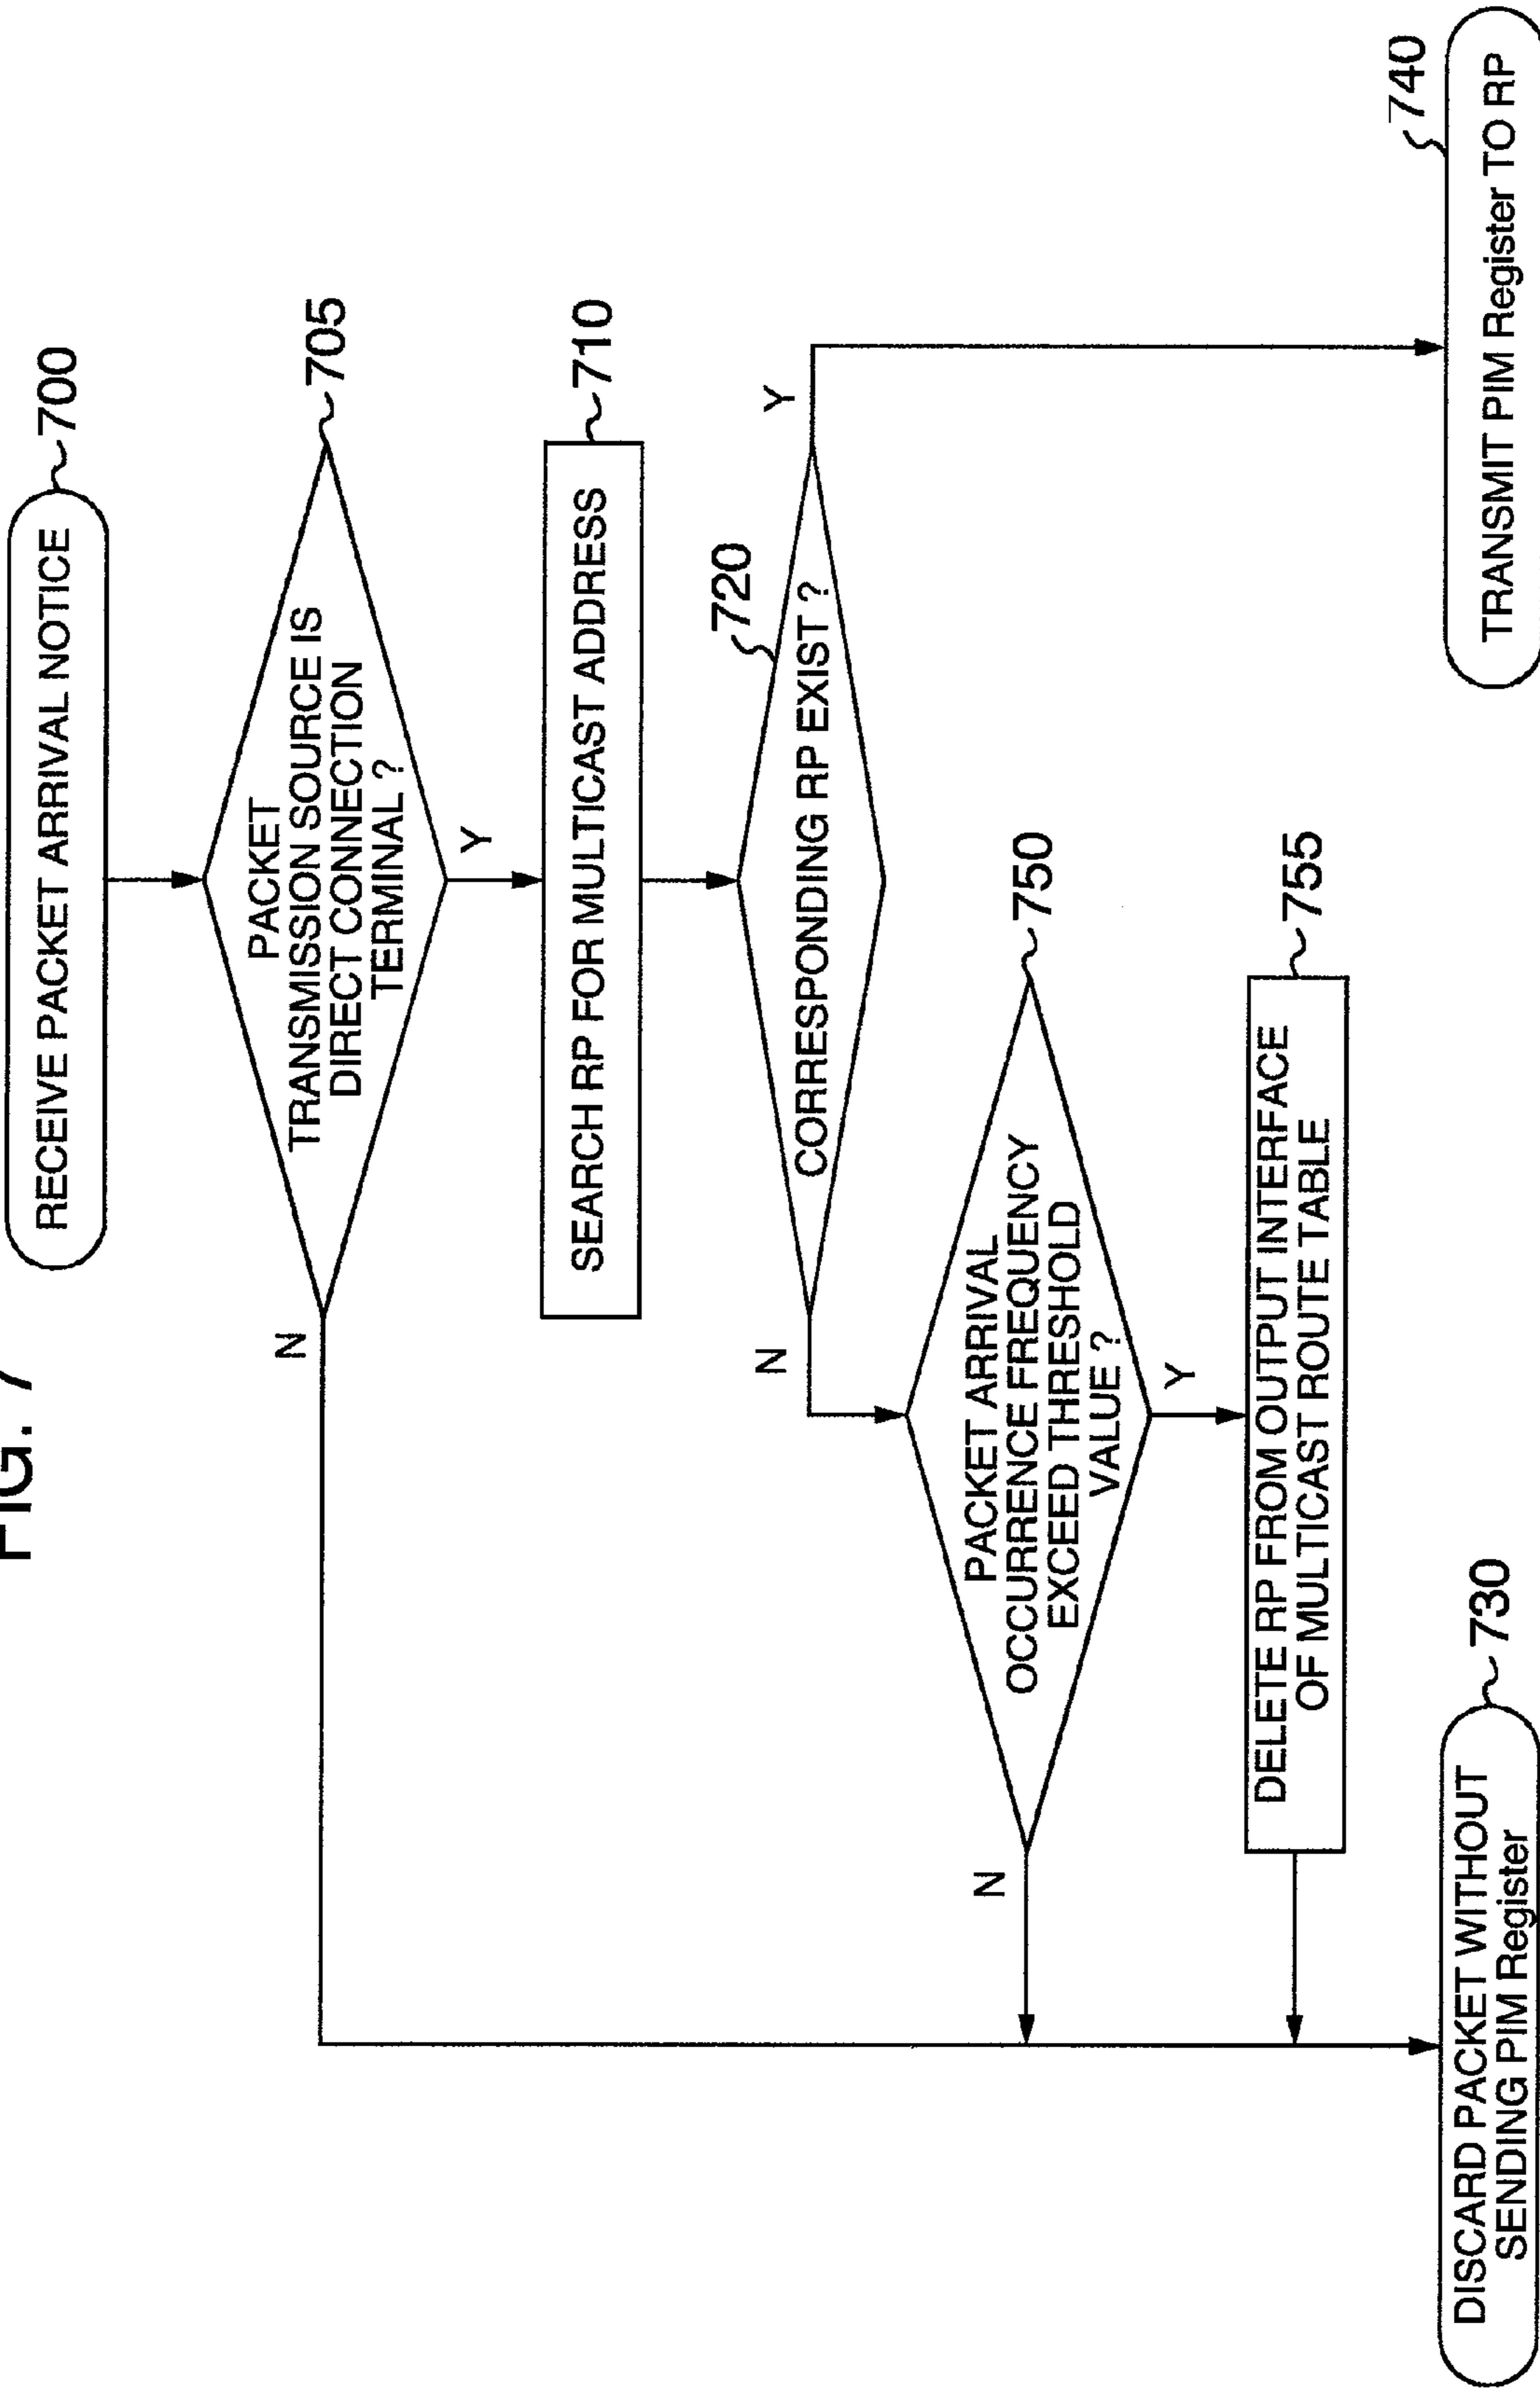 FIG. 7
RECEIVE PACKET ARRIVAL NOTICE
700
PACKET
TRANSMISSION SOURCE IS
DIRECT CONNECTION
TERMINAL ?
705
N
Y
SEARCH RP FOR MULTICAST ADDRESS
710
720
CORRESPONDING RP EXIST ?
N
Y
PACKET ARRIVAL
OCCURRENCE FREQUENCY
EXCEED THRESHOLD
VALUE ?
750
N
Y
DELETE RP FROM OUTPUT INTERFACE
OF MULTICAST ROUTE TABLE
755
DISCARD PACKET WITHOUT
SENDING PIM Register
730
740
TRANSMIT PIM Register TO RP